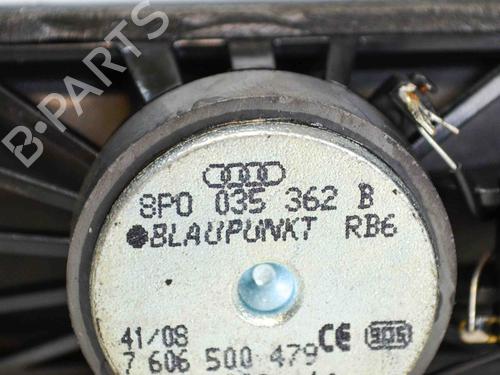 B-PARTS
8P0 035 362 B
BLAUPUNKT RB6
41/08 CE
7 606 500 479